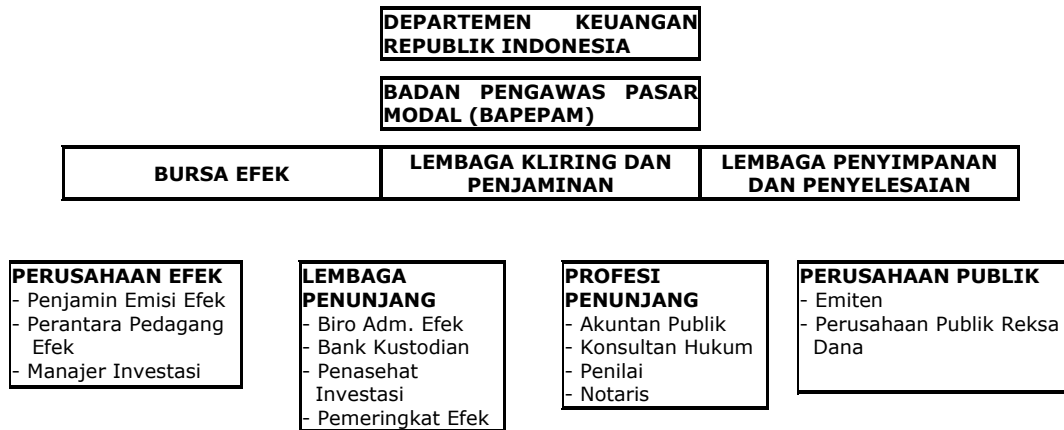 DEPARTEMEN KEUANGAN
REPUBLIK INDONESIA
BADAN PENGAWAS PASAR
MODAL (BAPEPAM)
BURSA EFEK
LEMBAGA KLIRING DAN
PENJAMINAN
LEMBAGA PENYIMPANAN
DAN PENYELESAIAN
PERUSAHAAN EFEK
- Penjamin Emisi Efek
- Perantara Pedagang
Efek
- Manajer Investasi
LEMBAGA
PENUNJANG
- Biro Adm. Efek
- Bank Kustodian
- Penasehat
Investasi
- Pemeringkat Efek
PROFESI
PENUNJANG
- Akuntan Publik
- Konsultan Hukum
- Penilai
- Notaris
PERUSAHAAN PUBLIK
- Emiten
- Perusahaan Publik Reksa
Dana